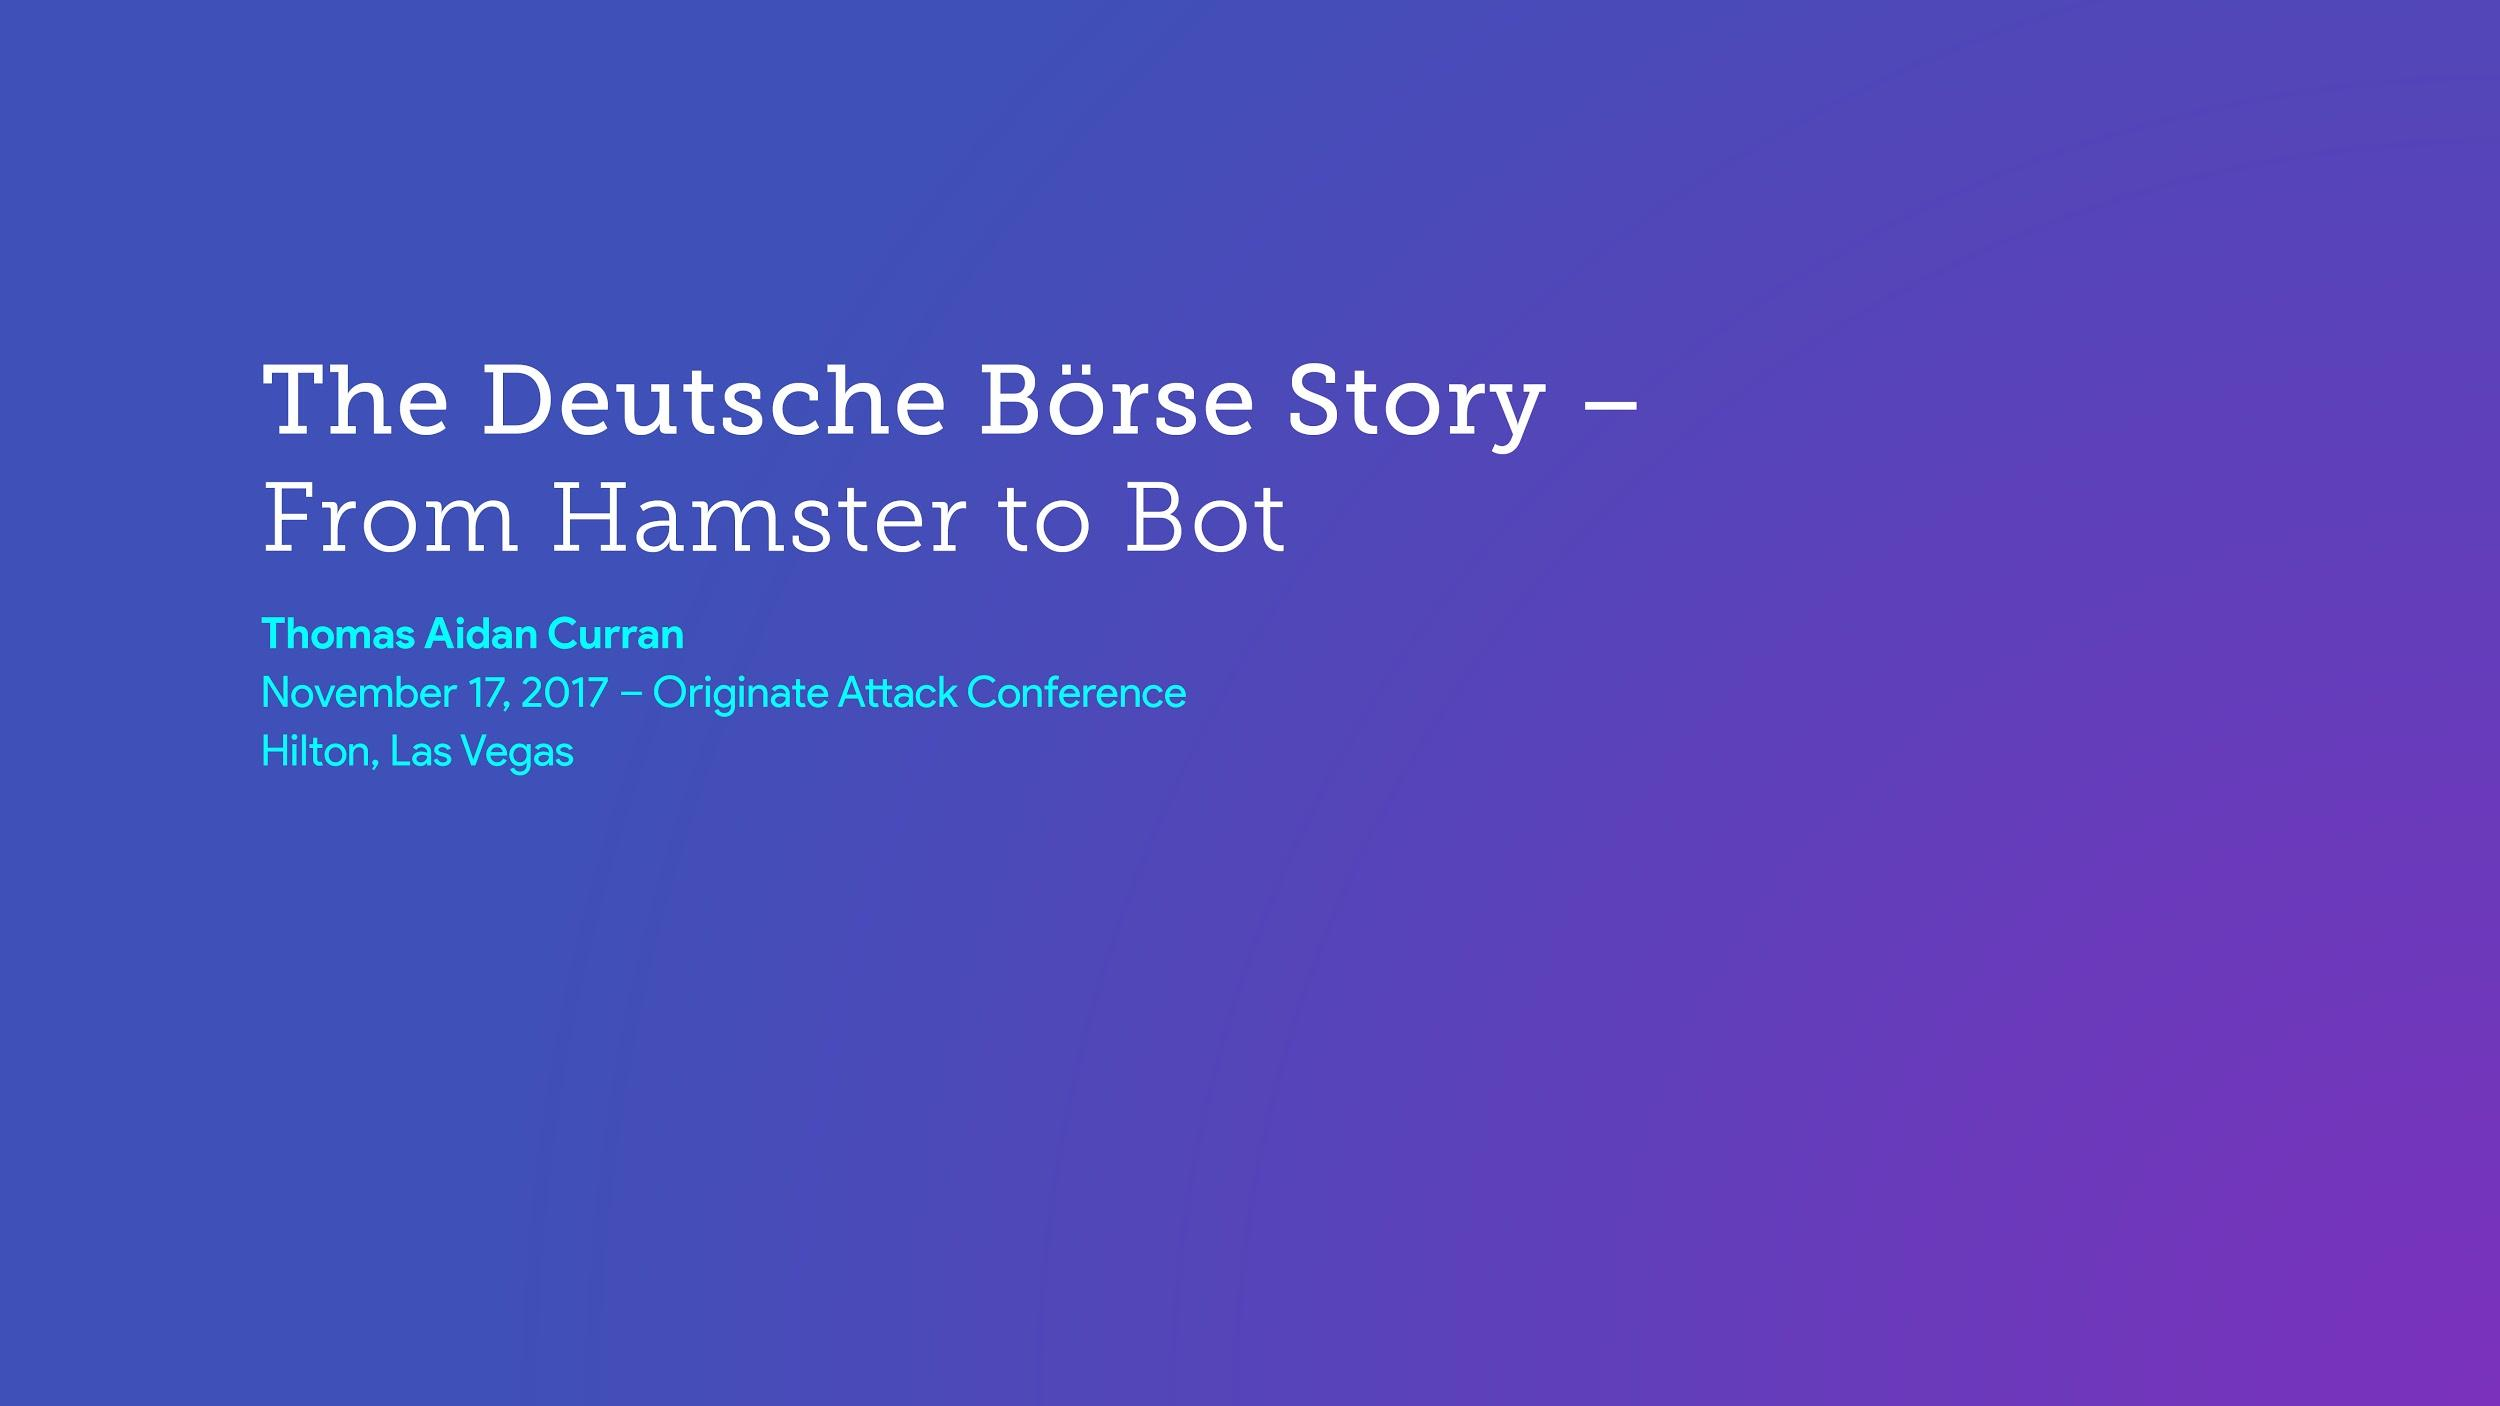 The Deutsche Börse Story –
From Hamster to Bot
Thomas Aidan Curran
November 17, 2017 – Originate Attack Conference
Hilton, Las Vegas